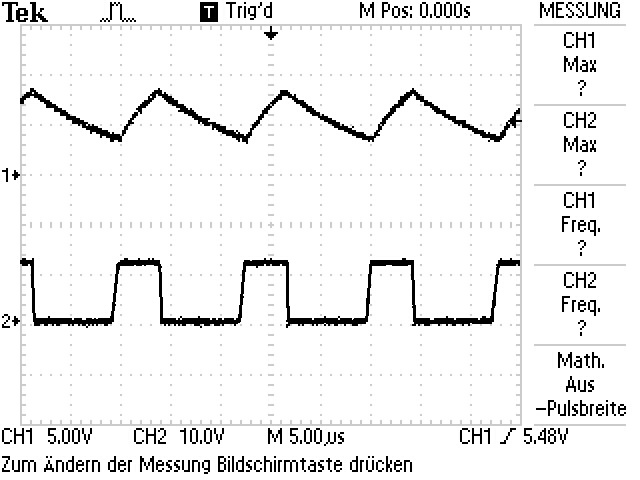 Tek T Trig'd M Pos: 0.000s MESSUNG
CH1
Max
?
CH2
Max
?
CH1
Freq.
?
CH2
Freq.
?
Math.
Aus
-Pulsbreite
1
2
CH1 5.00V CH2 10.0V M 5.00µs CH1 5.48V
Zum Ändern der Messung Bildschirmtaste drücken